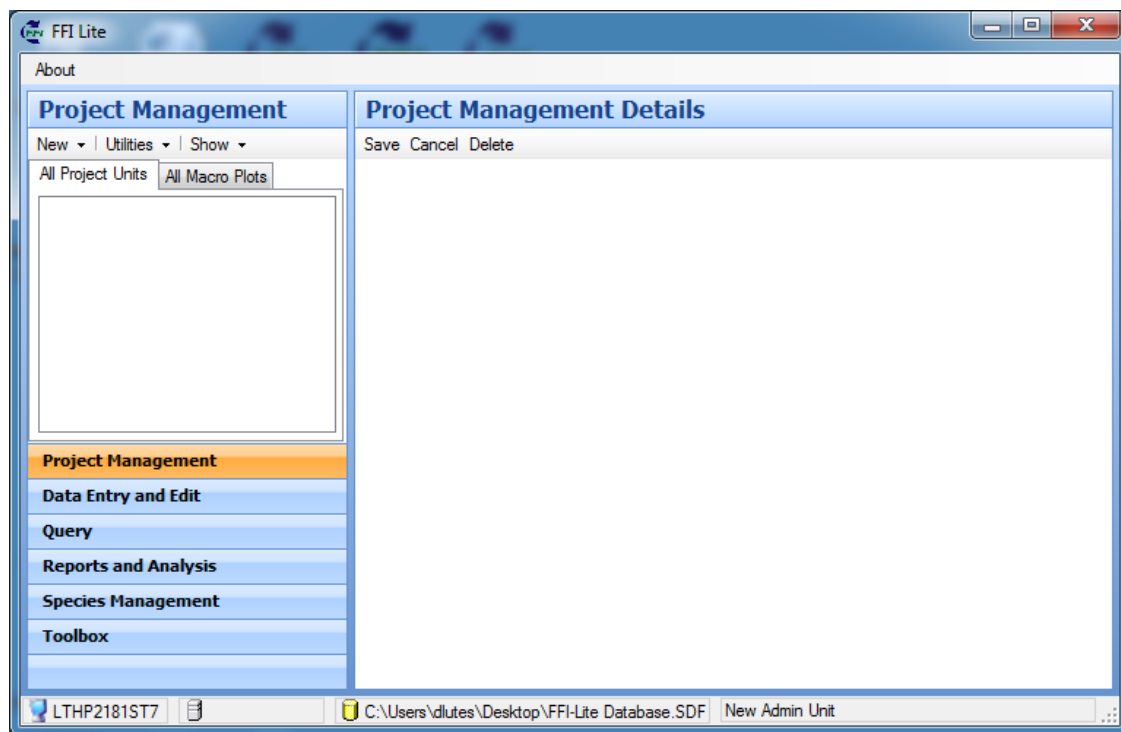 FFI Lite
About
Project Management
New Utilities Show
All Project Units All Macro Plots
Project Management
Data Entry and Edit
Query
Reports and Analysis
Species Management
Toolbox
Project Management Details
Save Cancel Delete
LTHP2181ST7 C:\Users\dlutes\Desktop\FFI-Lite Database.SDF New Admin Unit